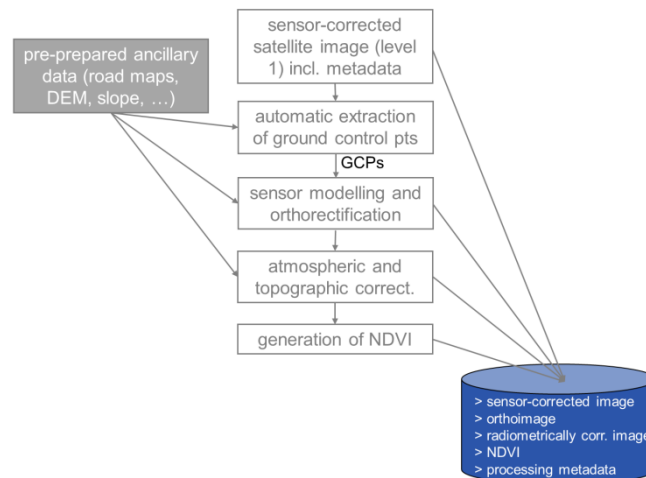 sensor-corrected
satellite image (level
1) incl. metadata
pre-prepared ancillary
data (road maps,
DEM, slope, …)
automatic extraction
of ground control pts
GCPs
sensor modelling and
orthorectification
atmospheric and
topographic correct.
generation of NDVI
> sensor-corrected image
> orthoimage
> radiometrically corr. image
> NDVI
> processing metadata